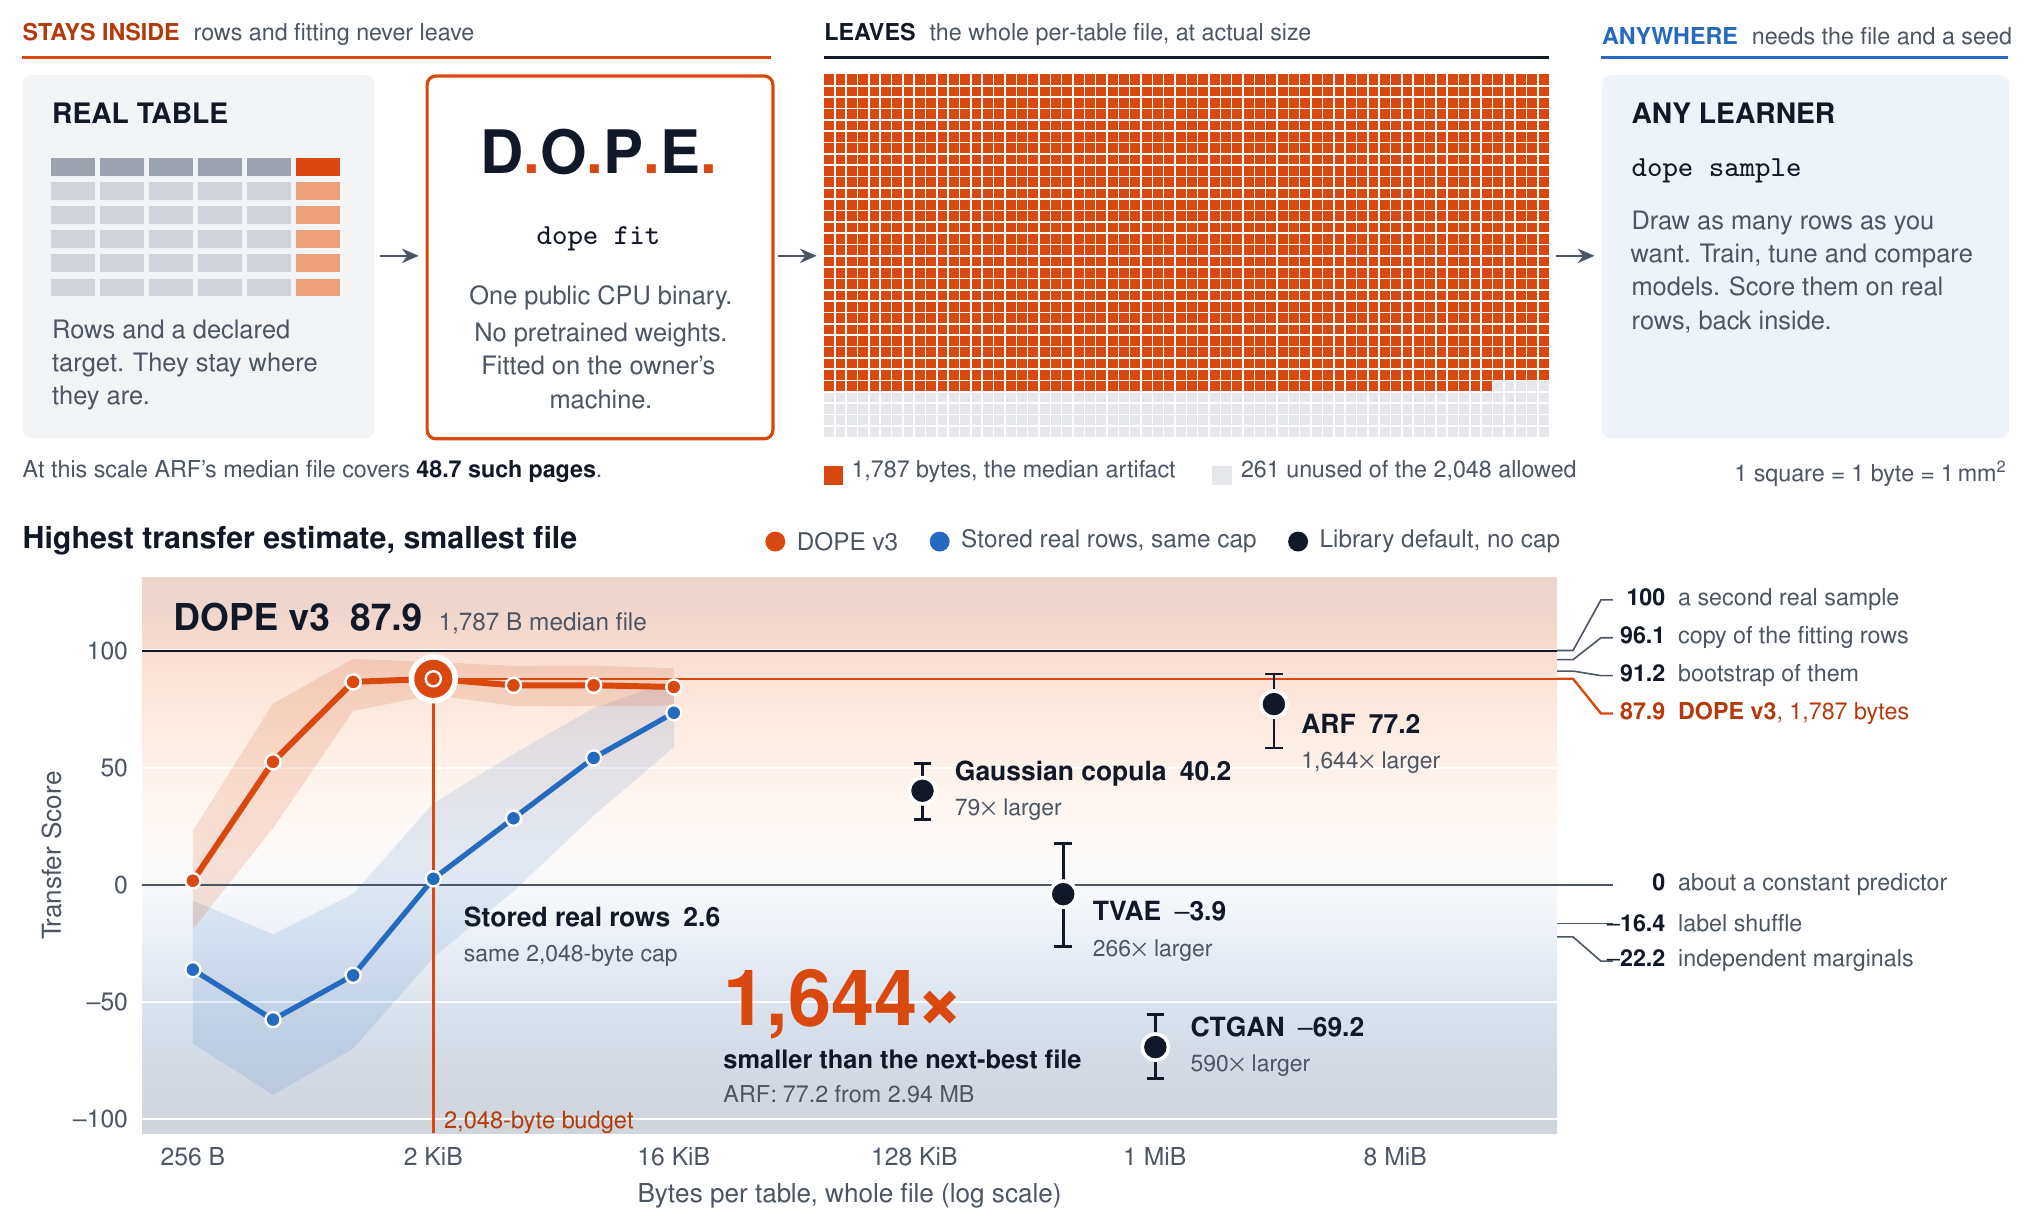 STAYS INSIDE rows and fitting never leave
LEAVES the whole per-table file, at actual size
ANYWHERE needs the file and a seed
REAL TABLE
Rows and a declared
target. They stay where
they are.
D.O.P.E.
dope fit
One public CPU binary.
No pretrained weights.
Fitted on the owner’s
machine.
ANY LEARNER
dope sample
Draw as many rows as you
want. Train, tune and compare
models. Score them on real
rows, back inside.
At this scale ARF’s median file covers 48.7 such pages.
1,787 bytes, the median artifact
261 unused of the 2,048 allowed
1 square = 1 byte = 1 mm²
Highest transfer estimate, smallest file
DOPE v3
Stored real rows, same cap
Library default, no cap
DOPE v3 87.9 1,787 B median file
100
50
0
–50
–100
Transfer Score
Stored real rows 2.6
same 2,048-byte cap
Gaussian copula 40.2
79× larger
ARF 77.2
1,644× larger
TVAE –3.9
266× larger
CTGAN –69.2
590× larger
1,644×
smaller than the next-best file
ARF: 77.2 from 2.94 MB
2,048-byte budget
100 a second real sample
96.1 copy of the fitting rows
91.2 bootstrap of them
87.9 DOPE v3, 1,787 bytes
0 about a constant predictor
–16.4 label shuffle
–22.2 independent marginals
256 B
2 KiB
16 KiB
128 KiB
1 MiB
8 MiB
Bytes per table, whole file (log scale)